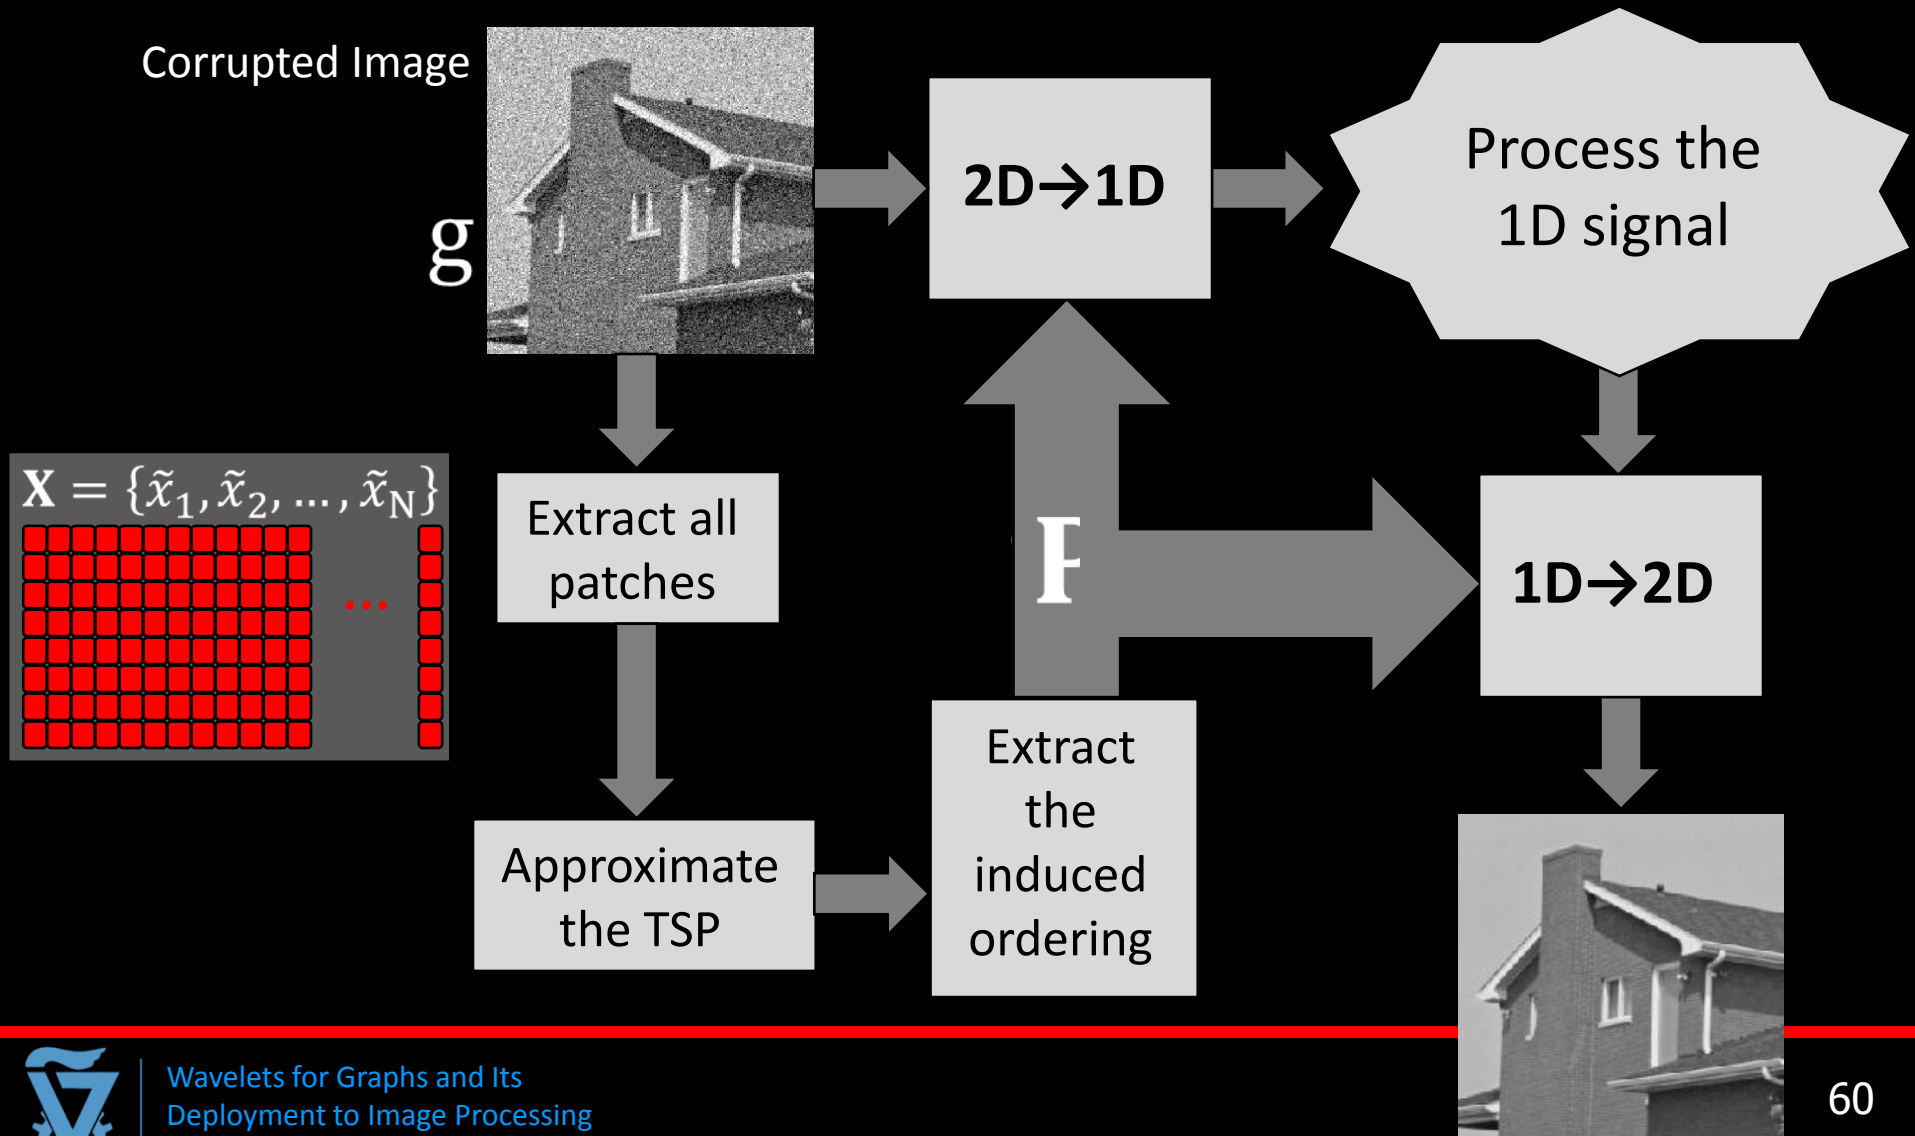 Corrupted Image
g
2D→1D
Process the
1D signal
X = {x̃₁, x̃₂, …, x̃_N}
...
Extract all
patches
P
1D→2D
Approximate
the TSP
Extract
the
induced
ordering
Wavelets for Graphs and Its
Deployment to Image Processing
60